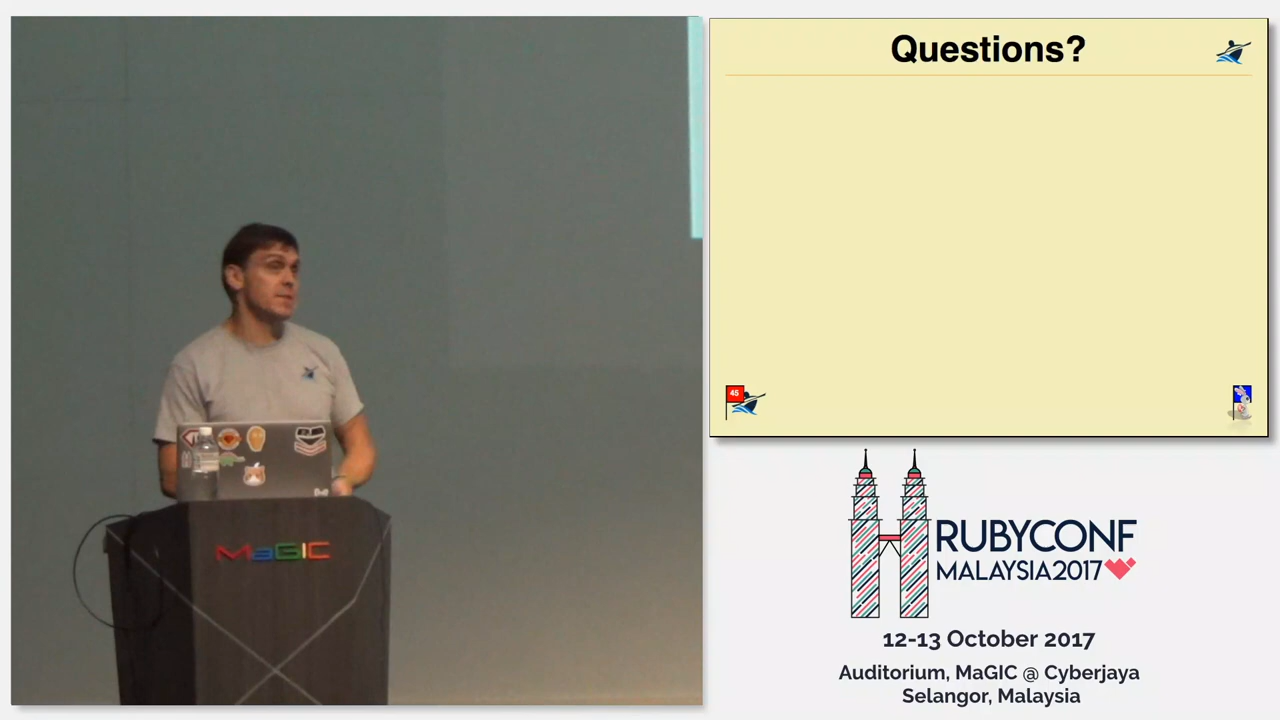 Questions?
45
MaGIC
RUBYCONF
MALAYSIA2017
12-13 October 2017
Auditorium, MaGIC @ Cyberjaya
Selangor, Malaysia